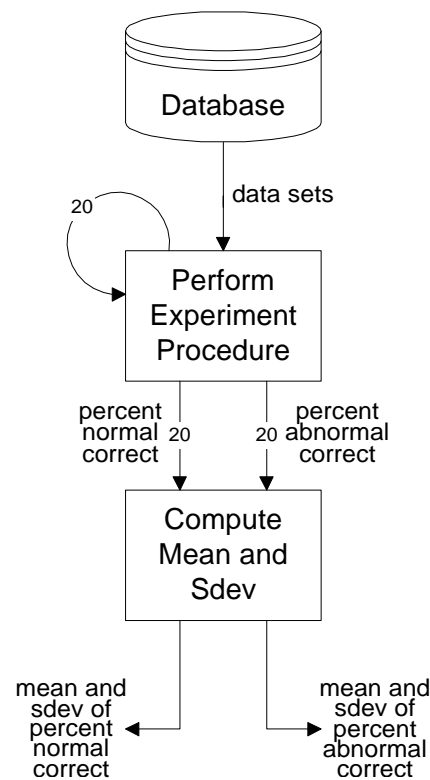 Database
data sets
20
Perform
Experiment
Procedure
percent
normal
correct
20
20
percent
abnormal
correct
Compute
Mean and
Sdev
mean and
sdev of
percent
normal
correct
mean and
sdev of
percent
abnormal
correct